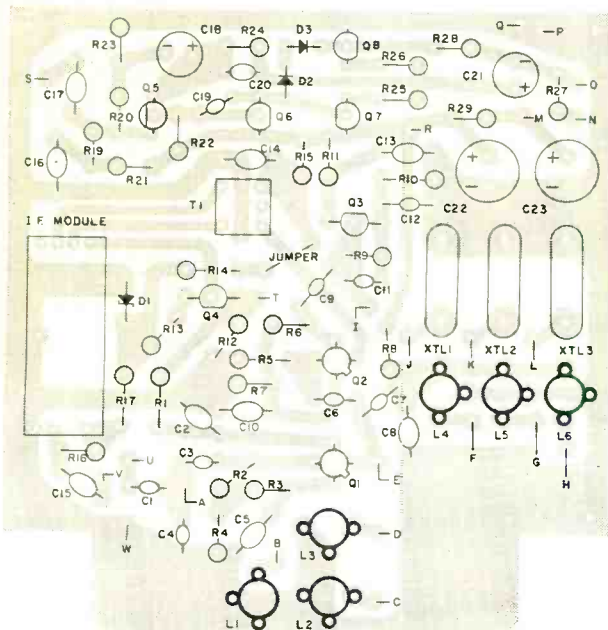 R23
C18
R24
D3
Q8
R28
Q
P
R26
C21
S
C17
C20
D2
R27
O
Q5
R25
R20
C19
Q6
Q7
R29
M
N
R19
R22
R
C16
R21
C14
R15
R11
C13
R10
T1
C12
C22
C23
Q3
I.F. MODULE
JUMPER
R9
R14
C11
D1
T
C9
Q4
I
R13
R12
R6
R8
XTL1
XTL2
XTL3
R5
J
K
L
Q2
R17
R1
R7
C6
C7
C2
C10
C8
L4
L5
L6
R16
C3
F
U
V
R2
R3
Q1
E
G
C15
C1
A
H
W
C4
R4
C5
B
L3
D
L1
L2
C